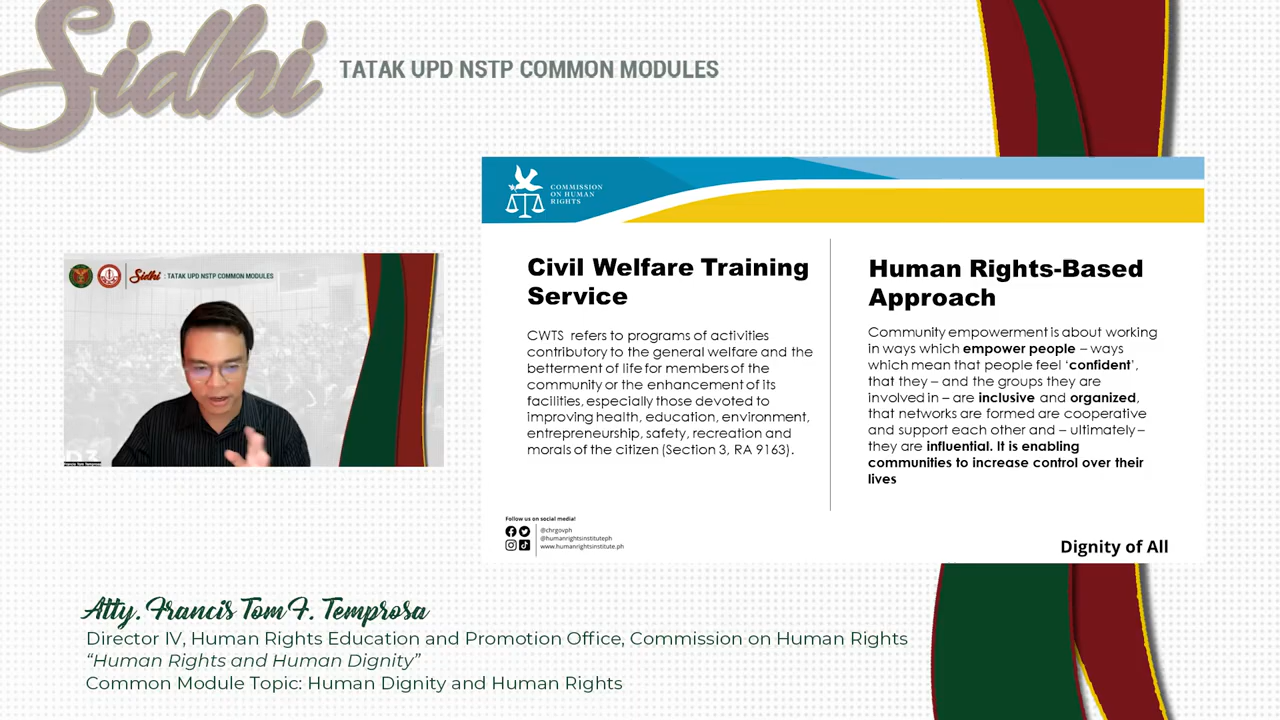 Sidhi
TATAK UPD NSTP COMMON MODULES
COMMISSION
ON HUMAN
RIGHTS
Sidhi : TATAK UPD NSTP COMMON MODULES
Francis Tom Temprosa
Civil Welfare Training
Service
CWTS refers to programs of activities
contributory to the general welfare and the
betterment of life for members of the
community or the enhancement of its
facilities, especially those devoted to
improving health, education, environment,
entrepreneurship, safety, recreation and
morals of the citizen (Section 3, RA 9163).
Human Rights-Based
Approach
Community empowerment is about working
in ways which empower people – ways
which mean that people feel ‘confident’,
that they – and the groups they are
involved in – are inclusive and organized,
that networks are formed are cooperative
and support each other and – ultimately–
they are influential. It is enabling
communities to increase control over their
lives
Follow us on social media!
@chrgovph
@humanrightsinstituteph
www.humanrightsinstitute.ph
Dignity of All
Atty. Francis Tom F. Temprosa
Director IV, Human Rights Education and Promotion Office, Commission on Human Rights
“Human Rights and Human Dignity”
Common Module Topic: Human Dignity and Human Rights